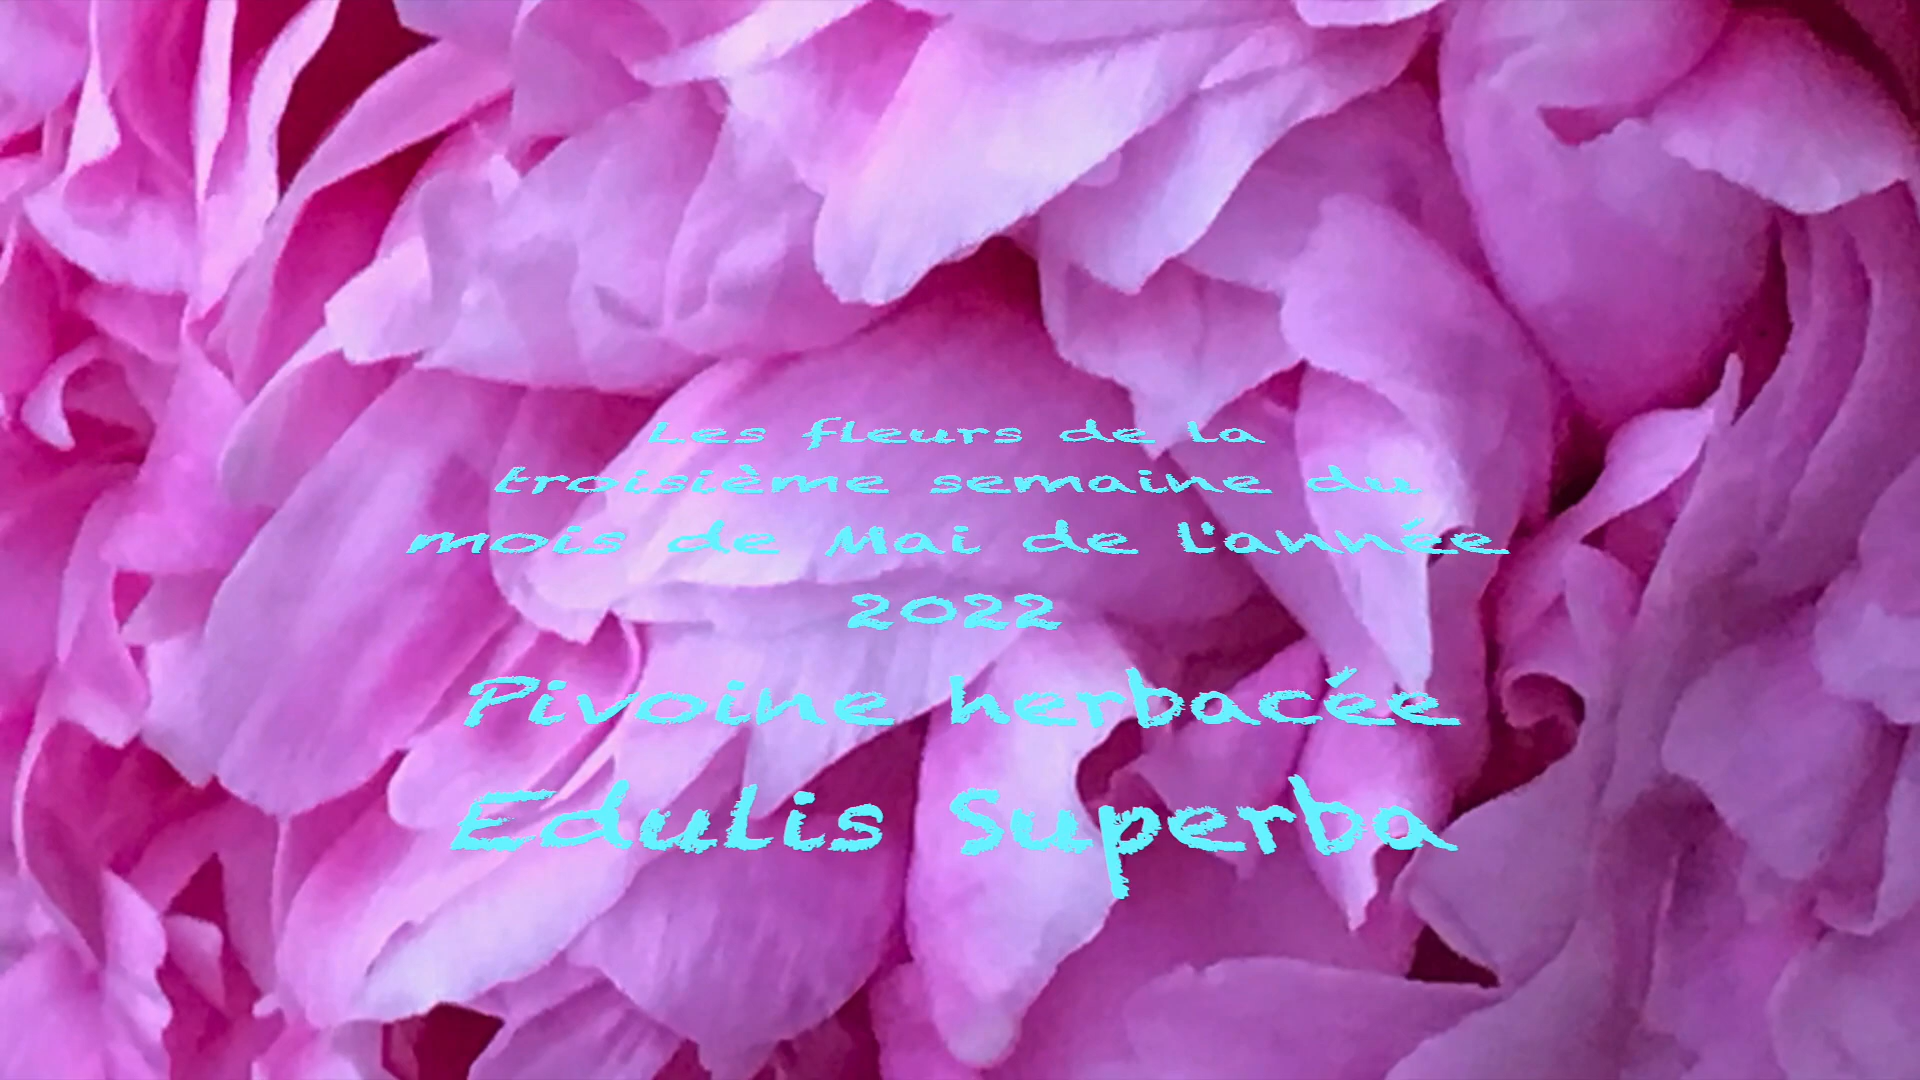 Les fleurs de la
troisième semaine du
mois de Mai de l'année
2022
Pivoine herbacée
Edulis Superba